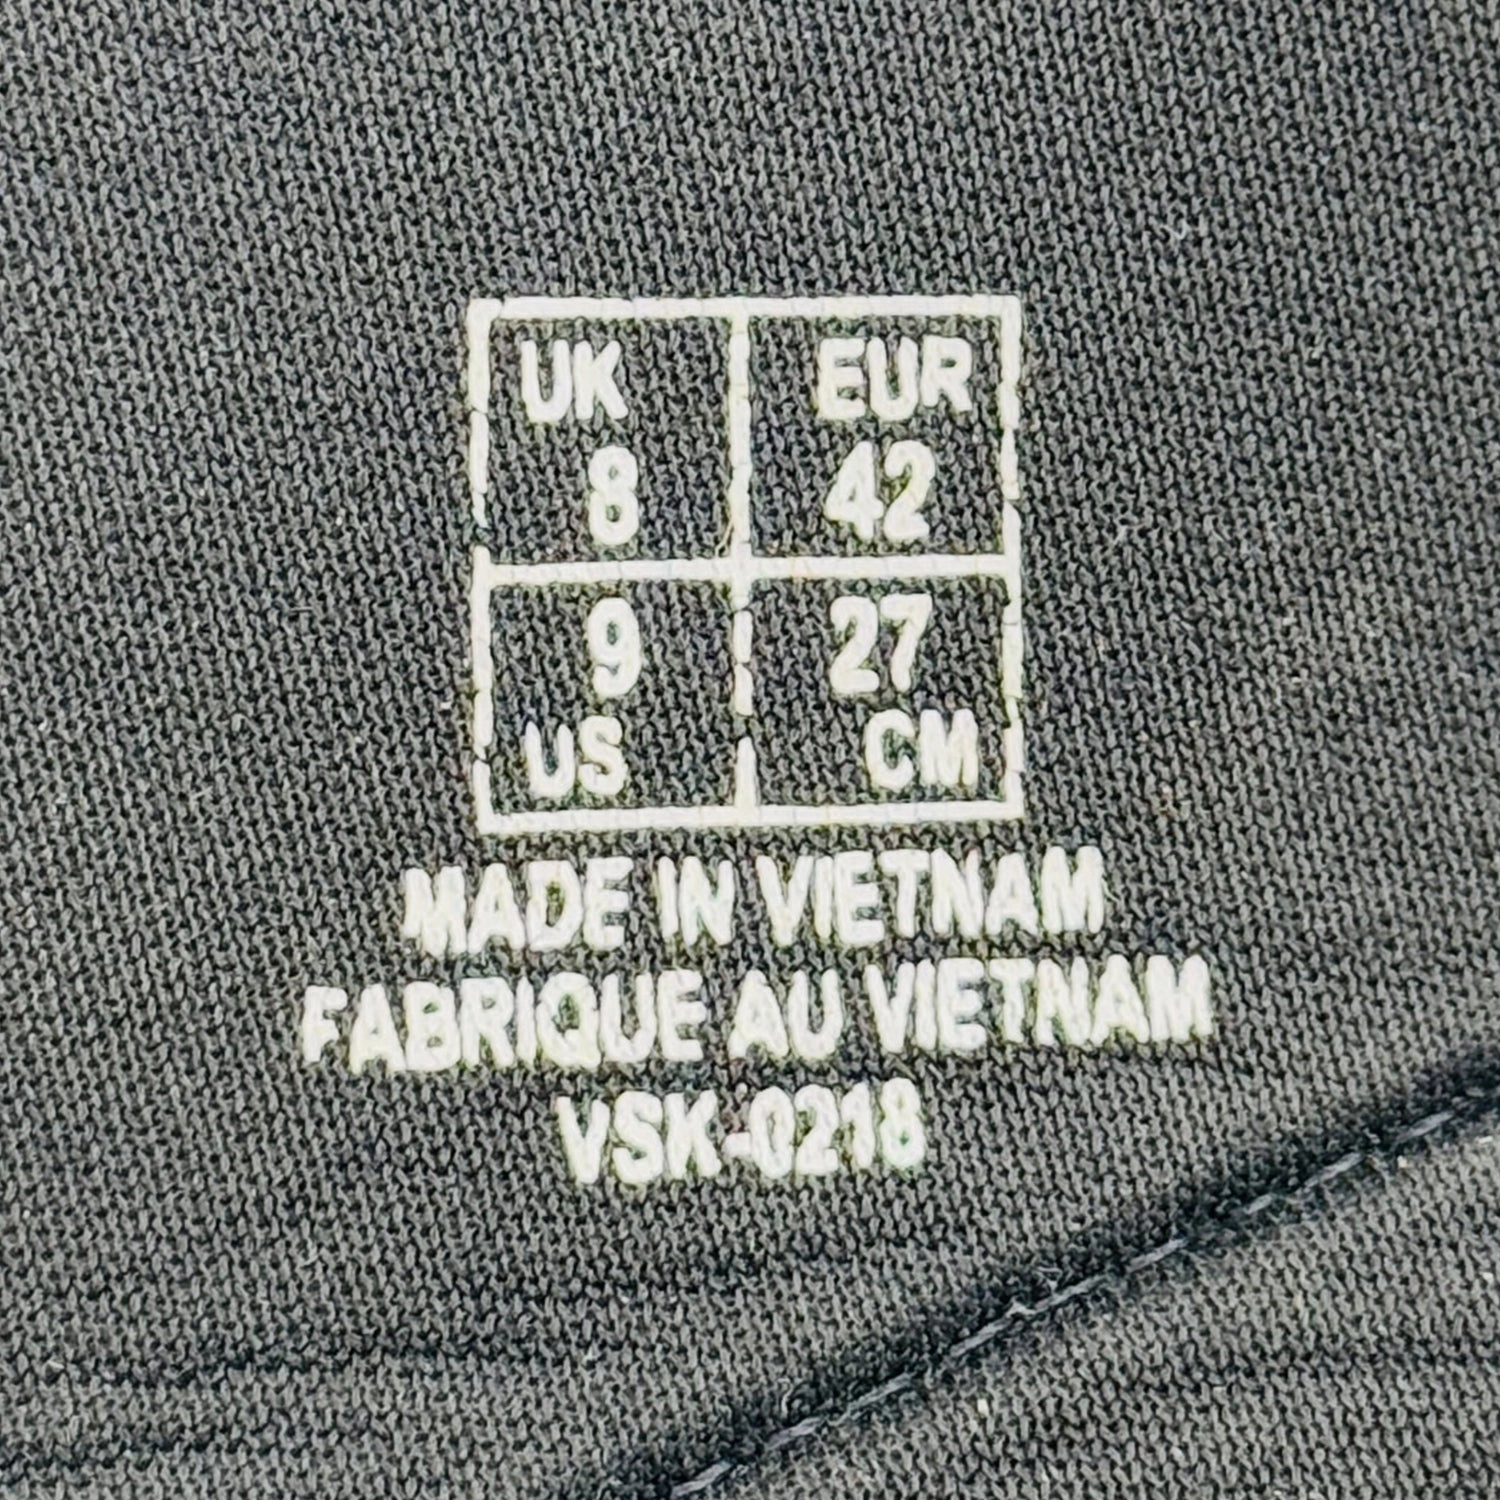 UK EUR
8 42
9 27
US CM
MADE IN VIETNAM
FABRIQUE AU VIETNAM
VSK-0218